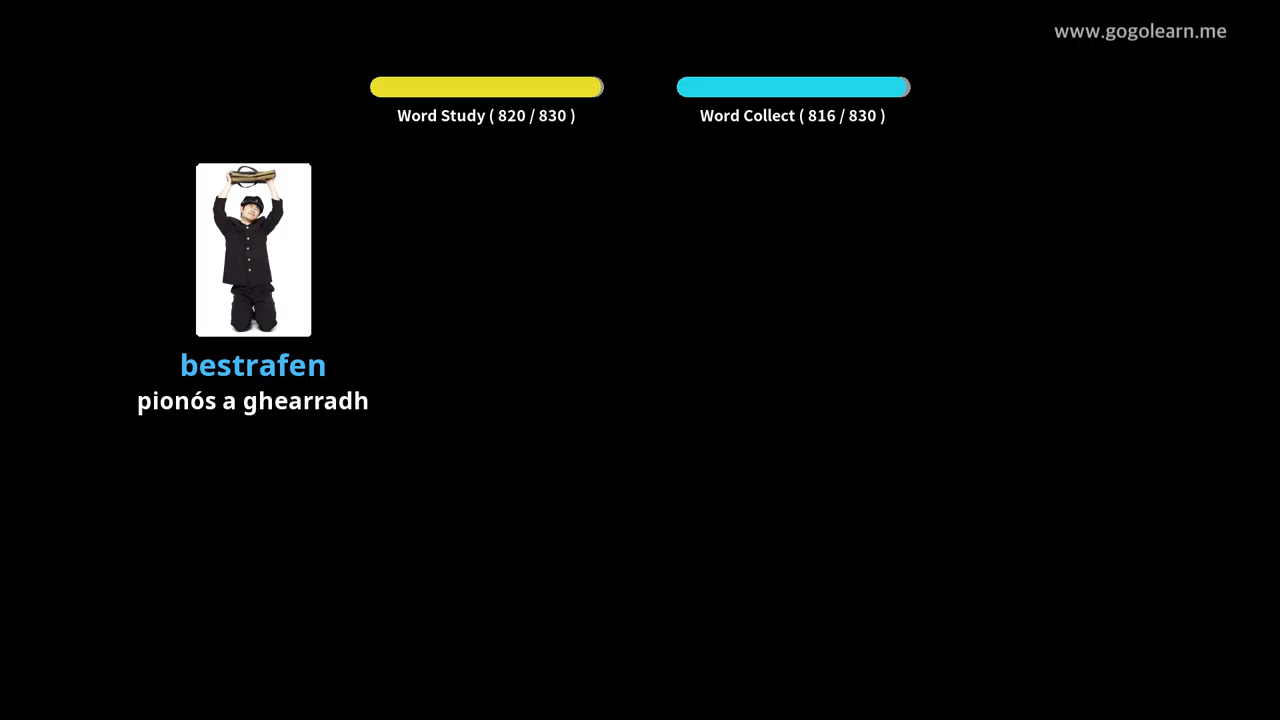 www.gogolearn.me
Word Study ( 820 / 830 )
Word Collect ( 816 / 830 )
bestrafen
pionós a ghearradh